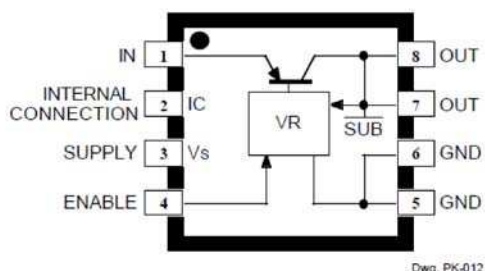 IN 1 8 OUT
INTERNAL
CONNECTION 2 IC 7 OUT
VR SUB
SUPPLY 3 Vs 6 GND
ENABLE 4 5 GND
Dwg. PK-012